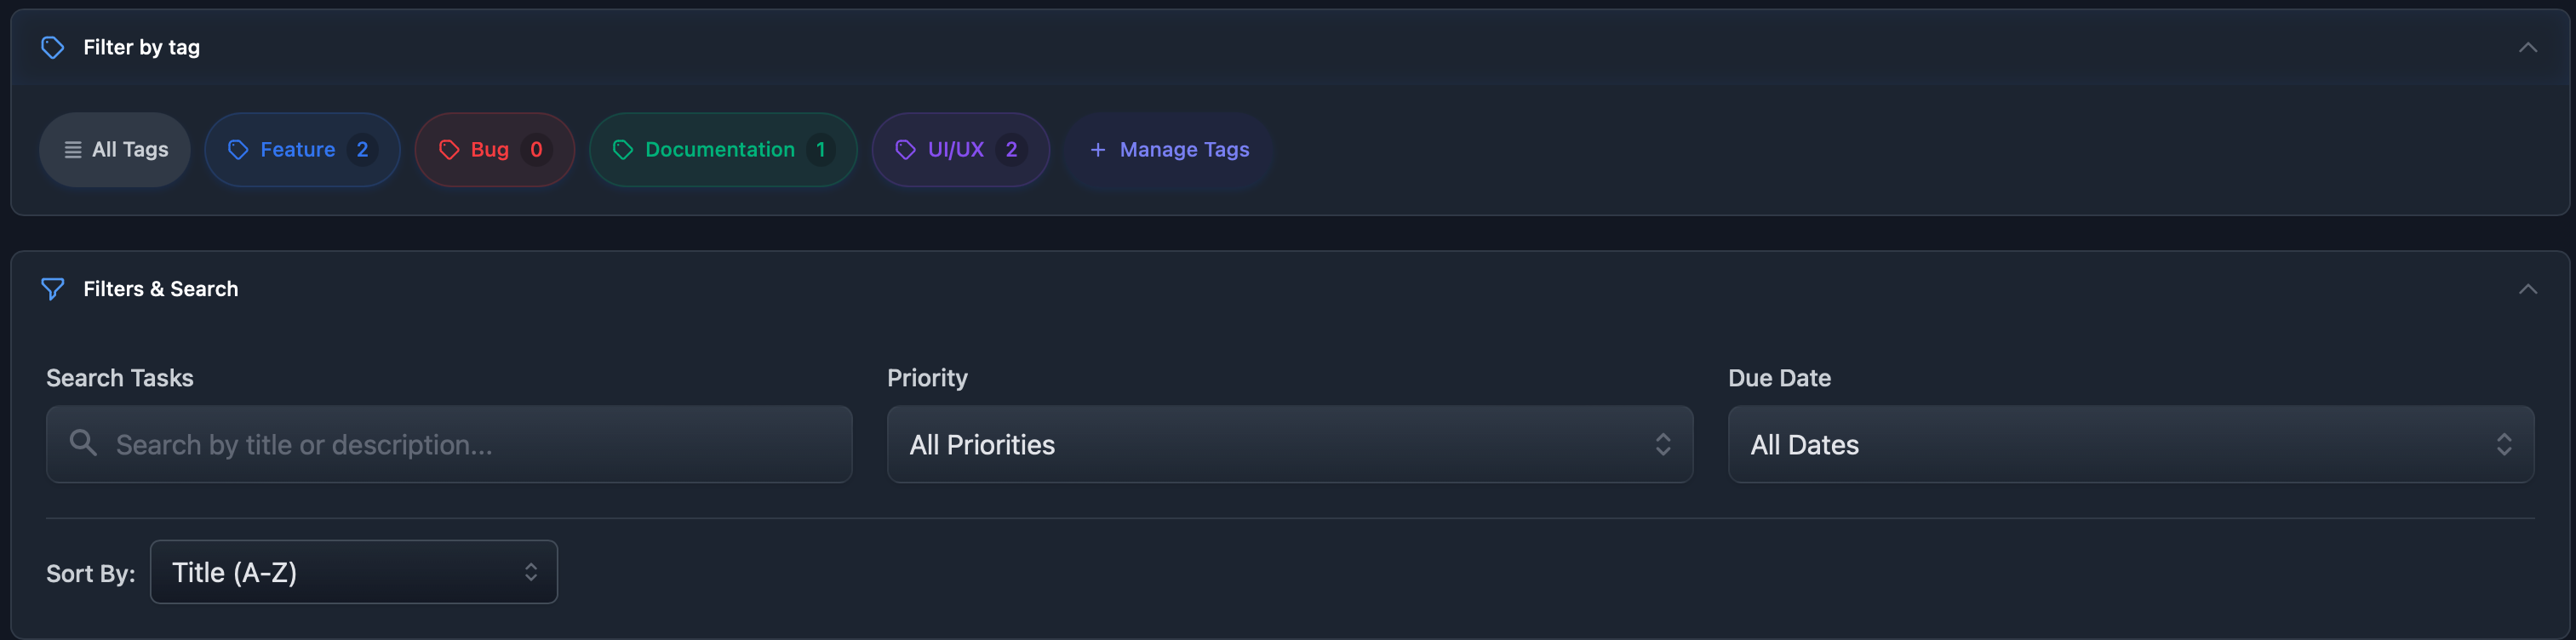 Filter by tag
All Tags
Feature 2
Bug 0
Documentation 1
UI/UX 2
+ Manage Tags
Filters & Search
Search Tasks
Search by title or description...
Priority
All Priorities
Due Date
All Dates
Sort By: Title (A-Z)